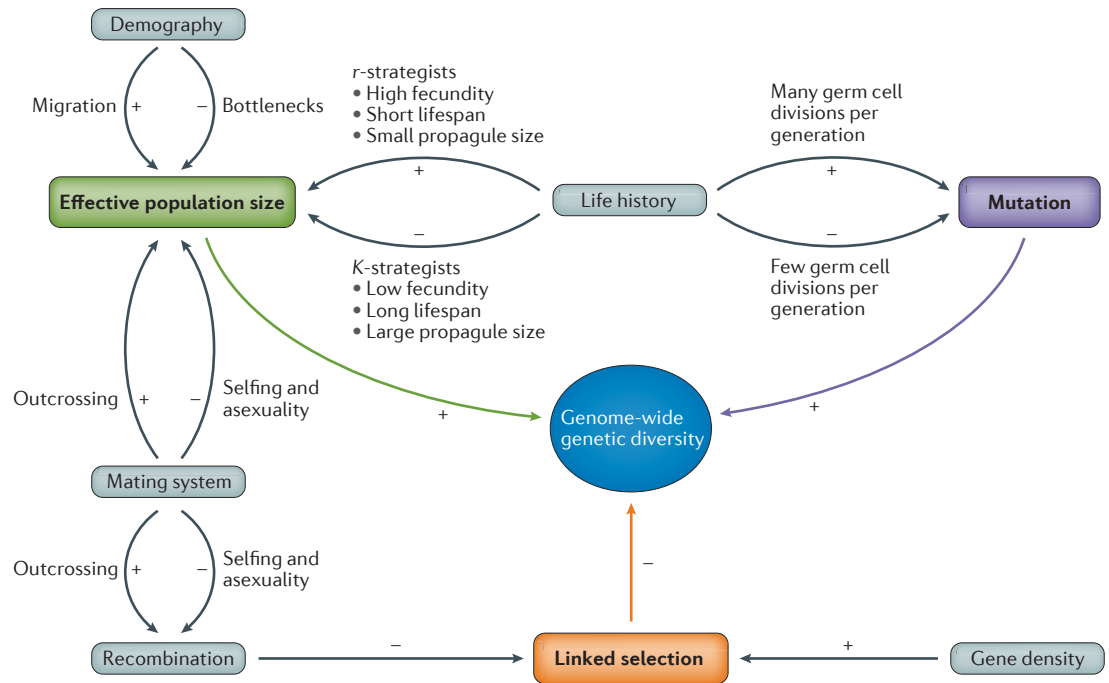 Demography
Migration
+
–
Bottlenecks
r-strategists
• High fecundity
• Short lifespan
• Small propagule size
+
Many germ cell
divisions per
generation
+
Effective population size
Life history
Mutation
–
K-strategists
• Low fecundity
• Long lifespan
• Large propagule size
–
Few germ cell
divisions per
generation
Outcrossing
+
–
Selfing and
asexuality
+
Genome-wide
genetic diversity
+
Mating system
Outcrossing
+
–
Selfing and
asexuality
–
Recombination
–
Linked selection
+
Gene density